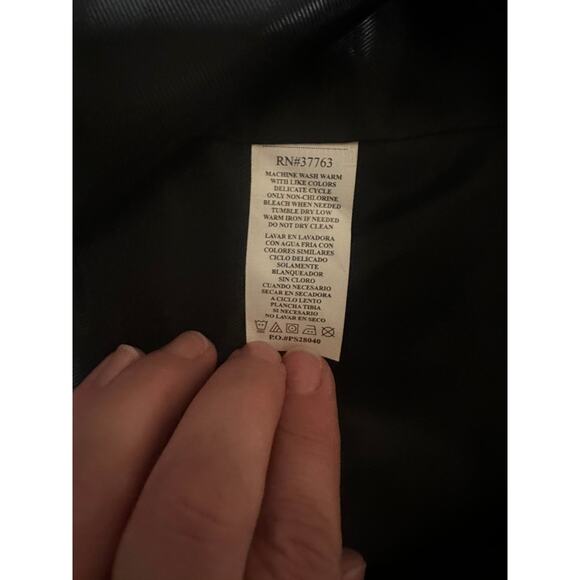 RN#37763
MACHINE WASH WARM
WITH LIKE COLORS
DELICATE CYCLE
ONLY NON-CHLORINE
BLEACH WHEN NEEDED
TUMBLE DRY LOW
WARM IRON IF NEEDED
DO NOT DRY CLEAN
LAVAR EN LAVADORA
CON AGUA FRIA CON
COLORES SIMILARES
CICLO DELICADO
SOLAMENTE
BLANQUEADOR
SIN CLORO
CUANDO NECESARIO
SECAR EN SECADORA
A CICLO LENTO
PLANCHA TIBIA
SI NECESARIO
NO LAVAR EN SECO
P.O.#PS28040